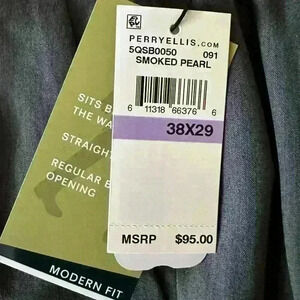 PERRYELLIS.COM
5QSB0050 091
SMOKED PEARL
6 11318 66376 6
38X29
MSRP $95.00
SITS B
THE WA
STRAIGHT
REGULAR B
OPENING
MODERN FIT